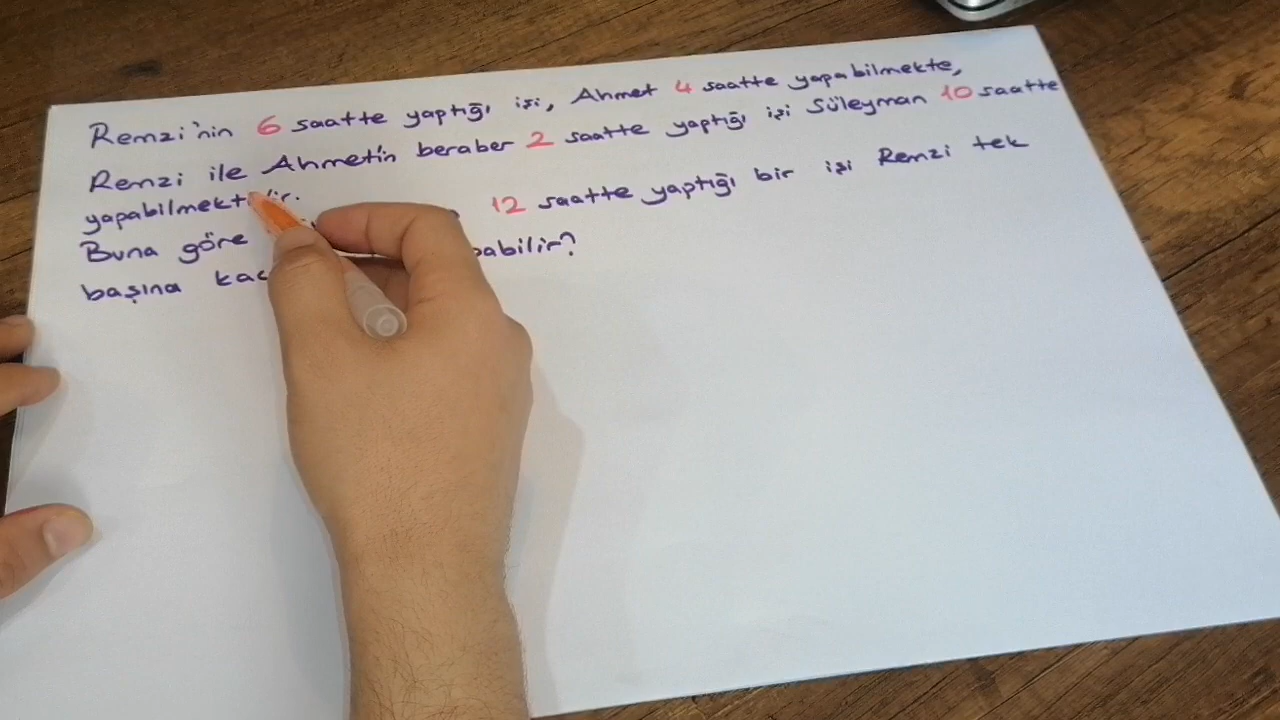 Remzi'nin 6 saatte yaptığı işi, Ahmet 4 saatte yapabilmekte,
Remzi ile Ahmet'in beraber 2 saatte yaptığı işi Süleyman 10 saatte
yapabilmektedir.
Buna göre 12 saatte yaptığı bir işi Remzi tek
başına